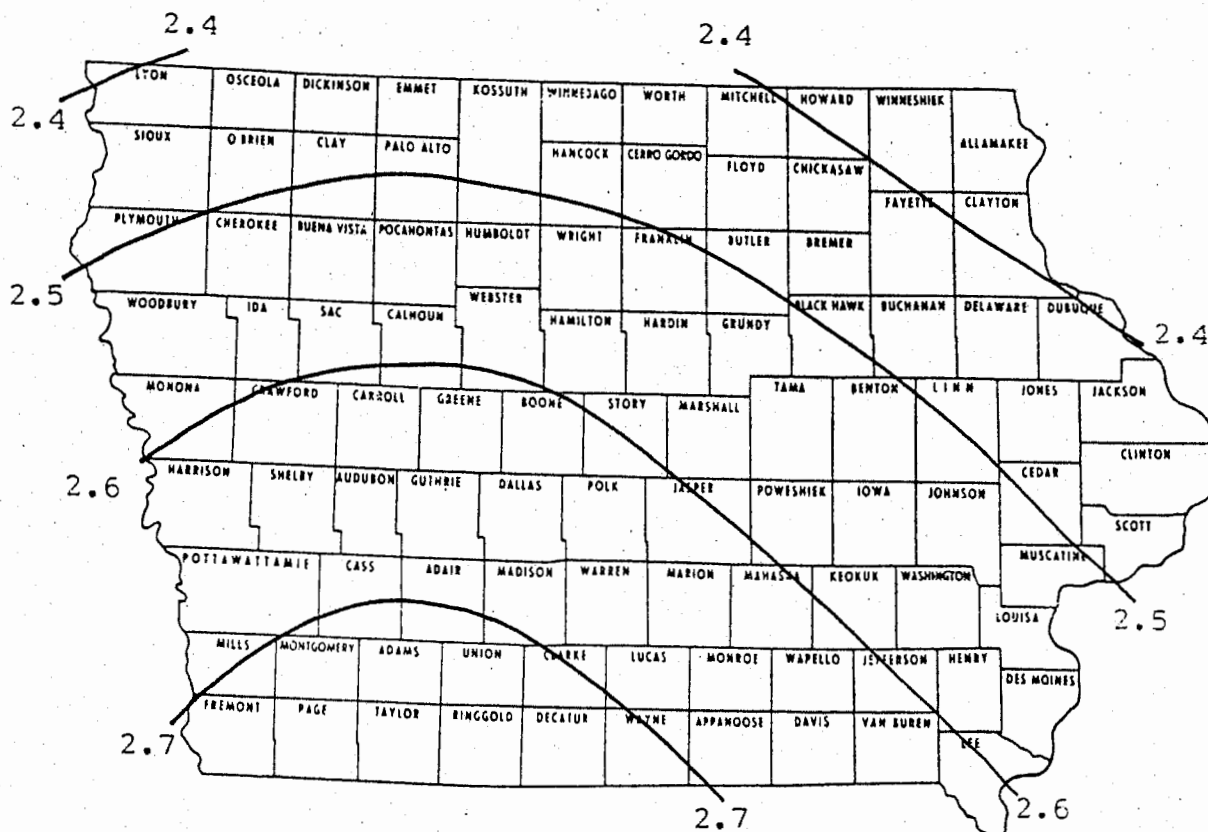 2.4
2.4
LYON OSCEOLA DICKINSON EMMET KOSSUTH WINNEBAGO WORTH MITCHELL HOWARD WINNESHIEK
2.4
SIOUX O'BRIEN CLAY PALO ALTO HANCOCK CERRO GORDO FLOYD CHICKASAW ALLAMAKEE
PLYMOUTH CHEROKEE BUENA VISTA POCAHONTAS HUMBOLDT WRIGHT FRANKLIN BUTLER BREMER FAYETTE CLAYTON
2.5
WOODBURY IDA SAC CALHOUN WEBSTER HAMILTON HARDIN GRUNDY BLACK HAWK BUCHANAN DELAWARE DUBUQUE
2.4
MONONA CRAWFORD CARROLL GREENE BOONE STORY MARSHALL TAMA BENTON LINN JONES JACKSON
2.6
HARRISON SHELBY AUDUBON GUTHRIE DALLAS POLK JASPER POWESHIEK IOWA JOHNSON CEDAR CLINTON
SCOTT
POTTAWATTAMIE CASS ADAIR MADISON WARREN MARION MAHASKA KEOKUK WASHINGTON MUSCATINE
LOUISA
2.5
MILLS MONTGOMERY ADAMS UNION CLARKE LUCAS MONROE WAPELLO JEFFERSON HENRY DES MOINES
FREMONT PAGE TAYLOR RINGGOLD DECATUR WAYNE APPANOOSE DAVIS VAN BUREN LEE
2.7
2.7
2.6